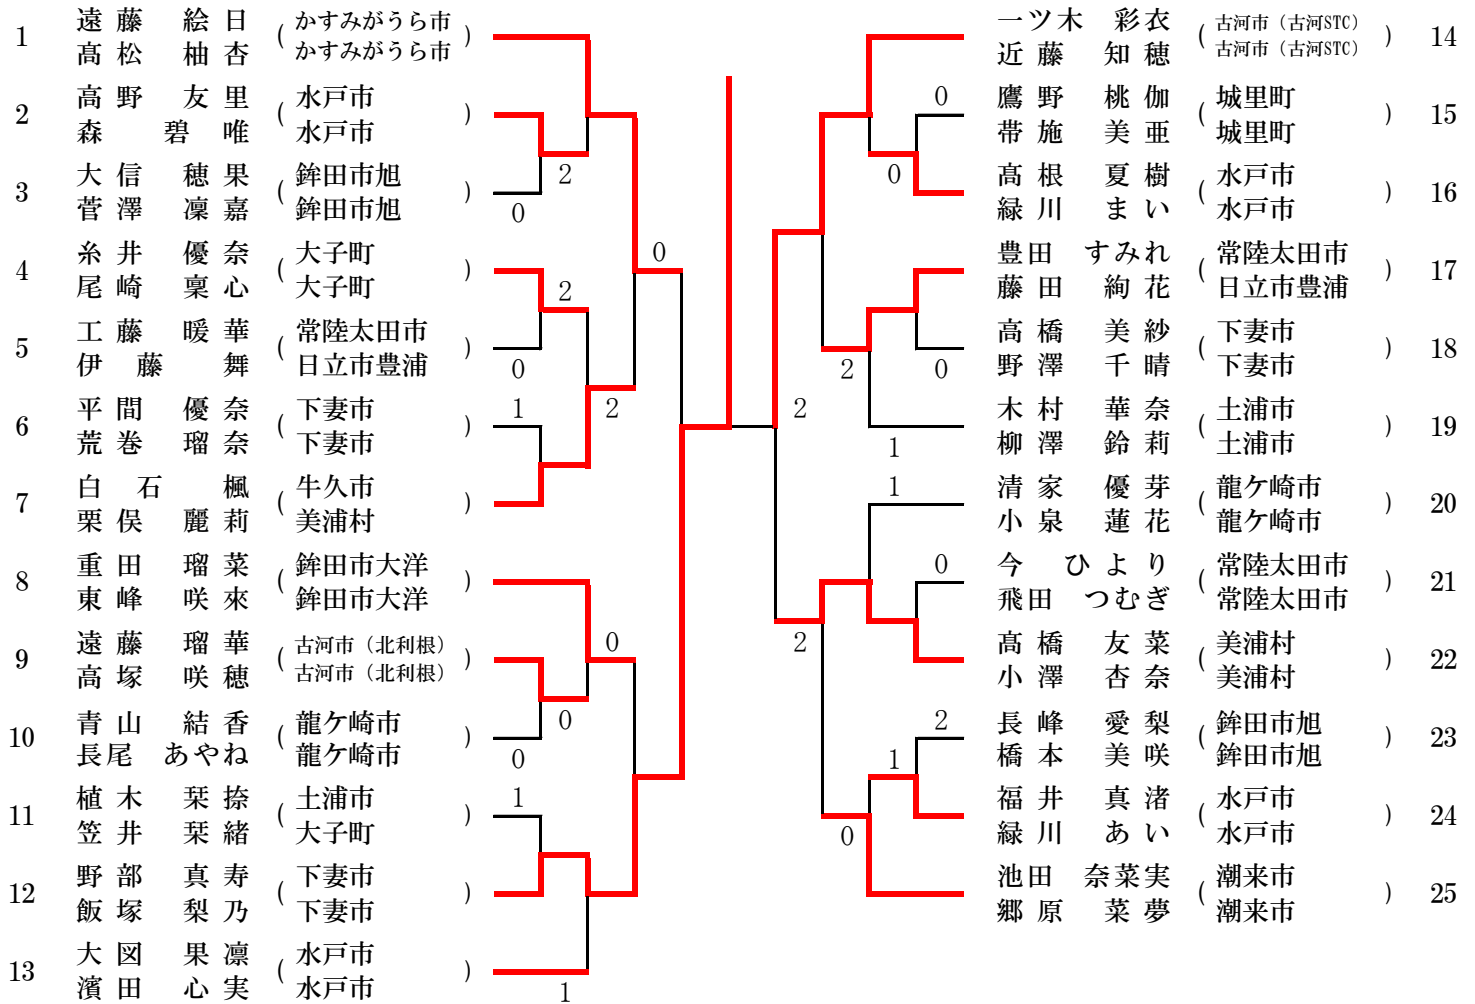 1 遠藤 絵日 ( かすみがうら市 )
髙松 柚杏 かすみがうら市
2 高野 友里 ( 水戸市 )
森 碧唯 水戸市
3 大信 穂果 ( 鉾田市旭 )
菅澤 凜嘉 鉾田市旭
4 糸井 優奈 ( 大子町 )
尾崎 稟心 大子町
5 工藤 暖華 ( 常陸太田市 )
伊藤 舞 日立市豊浦
6 平間 優奈 ( 下妻市 )
荒巻 瑠奈 下妻市
7 白石 楓 ( 牛久市 )
栗俣 麗莉 美浦村
8 重田 瑠菜 ( 鉾田市大洋 )
東峰 咲來 鉾田市大洋
9 遠藤 瑠華 ( 古河市（北利根） )
高塚 咲穂 古河市（北利根）
10 青山 結香 ( 龍ケ崎市 )
長尾 あやね 龍ケ崎市
11 植木 栞捺 ( 土浦市 )
笠井 栞緒 大子町
12 野部 真寿 ( 下妻市 )
飯塚 梨乃 下妻市
13 大図 果凛 ( 水戸市 )
濱田 心実 水戸市
2
0
2
0
1
2
0
0
0
0
1
1
一ツ木 彩衣 ( 古河市（古河STC） ) 14
近藤 知穂 古河市（古河STC）
鷹野 桃伽 ( 城里町 ) 15
帯施 美亜 城里町
髙根 夏樹 ( 水戸市 ) 16
緑川 まい 水戸市
豊田 すみれ ( 常陸太田市 ) 17
藤田 絢花 日立市豊浦
高橋 美紗 ( 下妻市 ) 18
野澤 千晴 下妻市
木村 華奈 ( 土浦市 ) 19
柳澤 鈴莉 土浦市
清家 優芽 ( 龍ケ崎市 ) 20
小泉 蓮花 龍ケ崎市
今 ひより ( 常陸太田市 ) 21
飛田 つむぎ 常陸太田市
髙橋 友菜 ( 美浦村 ) 22
小澤 杏奈 美浦村
長峰 愛梨 ( 鉾田市旭 ) 23
橋本 美咲 鉾田市旭
福井 真渚 ( 水戸市 ) 24
緑川 あい 水戸市
池田 奈菜実 ( 潮来市 ) 25
郷原 菜夢 潮来市
0
0
2
0
2
1
1
0
2
2
1
0